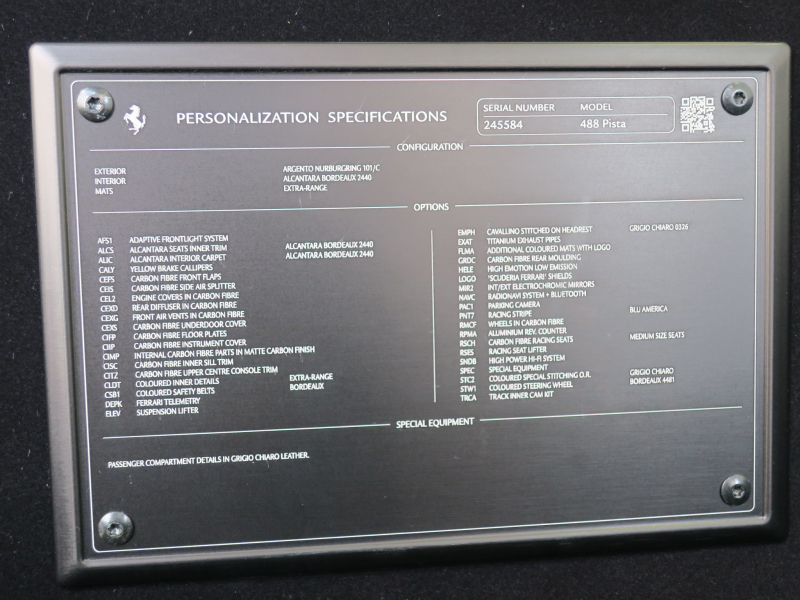 PERSONALIZATION SPECIFICATIONS
SERIAL NUMBER MODEL
245584 488 Pista
CONFIGURATION
EXTERIOR ARGENTO NURBURGRING 101/C
INTERIOR ALCANTARA BORDEAUX 2440
MATS EXTRA-RANGE
OPTIONS
AFS1 ADAPTIVE FRONTLIGHT SYSTEM
ALCS ALCANTARA SEATS INNER TRIM ALCANTARA BORDEAUX 2440
ALIC ALCANTARA INTERIOR CARPET ALCANTARA BORDEAUX 2440
CALY YELLOW BRAKE CALLIPERS
CEFS CARBON FIBRE FRONT FLAPS
CEIS CARBON FIBRE SIDE AIR SPLITTER
CEL2 ENGINE COVERS IN CARBON FIBRE
CEXD REAR DIFFUSER IN CARBON FIBRE
CEXG FRONT AIR VENTS IN CARBON FIBRE
CEXS CARBON FIBRE UNDERDOOR COVER
CIFP CARBON FIBRE FLOOR PLATES
CIIP CARBON FIBRE INSTRUMENT COVER
CIMP INTERNAL CARBON FIBRE PARTS IN MATTE CARBON FINISH
CISC CARBON FIBRE INNER SILL TRIM
CITZ CARBON FIBRE UPPER CENTRE CONSOLE TRIM
CLDT COLOURED INNER DETAILS EXTRA-RANGE
CSB1 COLOURED SAFETY BELTS BORDEAUX
DEPK FERRARI TELEMETRY
ELEV SUSPENSION LIFTER
EMPH CAVALLINO STITCHED ON HEADREST GRIGIO CHIARO 0326
EXAT TITANIUM EXHAUST PIPES
FLMA ADDITIONAL COLOURED MATS WITH LOGO
GRDC CARBON FIBRE REAR MOULDING
HELE HIGH EMOTION LOW EMISSION
LOGO "SCUDERIA FERRARI" SHIELDS
MIR2 INT/EXT ELECTROCHROMIC MIRRORS
NAVC RADIONAVI SYSTEM + BLUETOOTH
PAC1 PARKING CAMERA
PNT7 RACING STRIPE BLU AMERICA
RMCF WHEELS IN CARBON FIBRE
RPMA ALUMINIUM REV. COUNTER
RSCH CARBON FIBRE RACING SEATS MEDIUM SIZE SEATS
RSES RACING SEAT LIFTER
SNDB HIGH POWER HI-FI SYSTEM
SPEC SPECIAL EQUIPMENT
STC2 COLOURED SPECIAL STITCHING O.R. GRIGIO CHIARO
STW1 COLOURED STEERING WHEEL BORDEAUX 4481
TRCA TRACK INNER CAM KIT
SPECIAL EQUIPMENT
PASSENGER COMPARTMENT DETAILS IN GRIGIO CHIARO LEATHER.